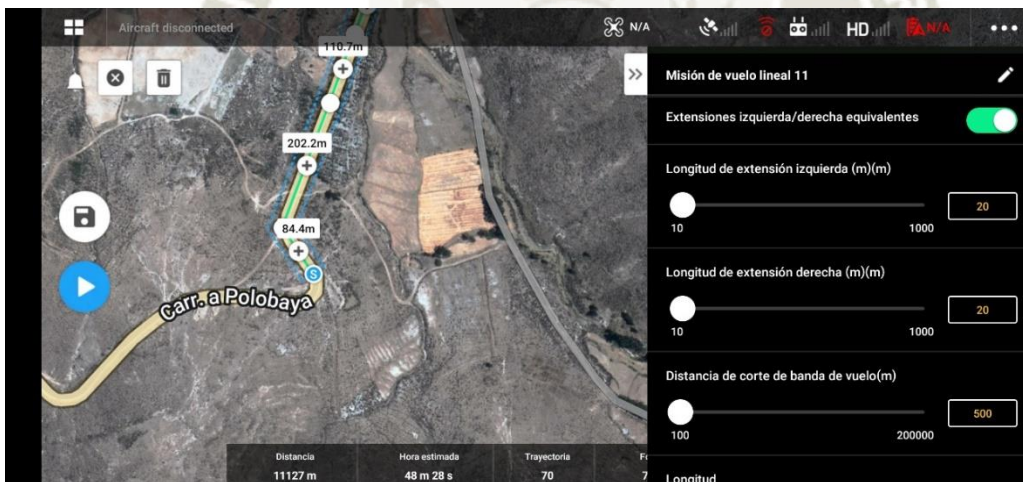 Aircraft disconnected
N/A
HD
N/A
110.7m
202.2m
84.4m
S
Carr. a Polobaya
Misión de vuelo lineal 11
Extensiones izquierda/derecha equivalentes
Longitud de extensión izquierda (m)(m)
20
10 1000
Longitud de extensión derecha (m)(m)
20
10 1000
Distancia de corte de banda de vuelo(m)
500
100 200000
Longitud
Distancia Hora estimada Trayectoria
11127 m 48 m 28 s 70